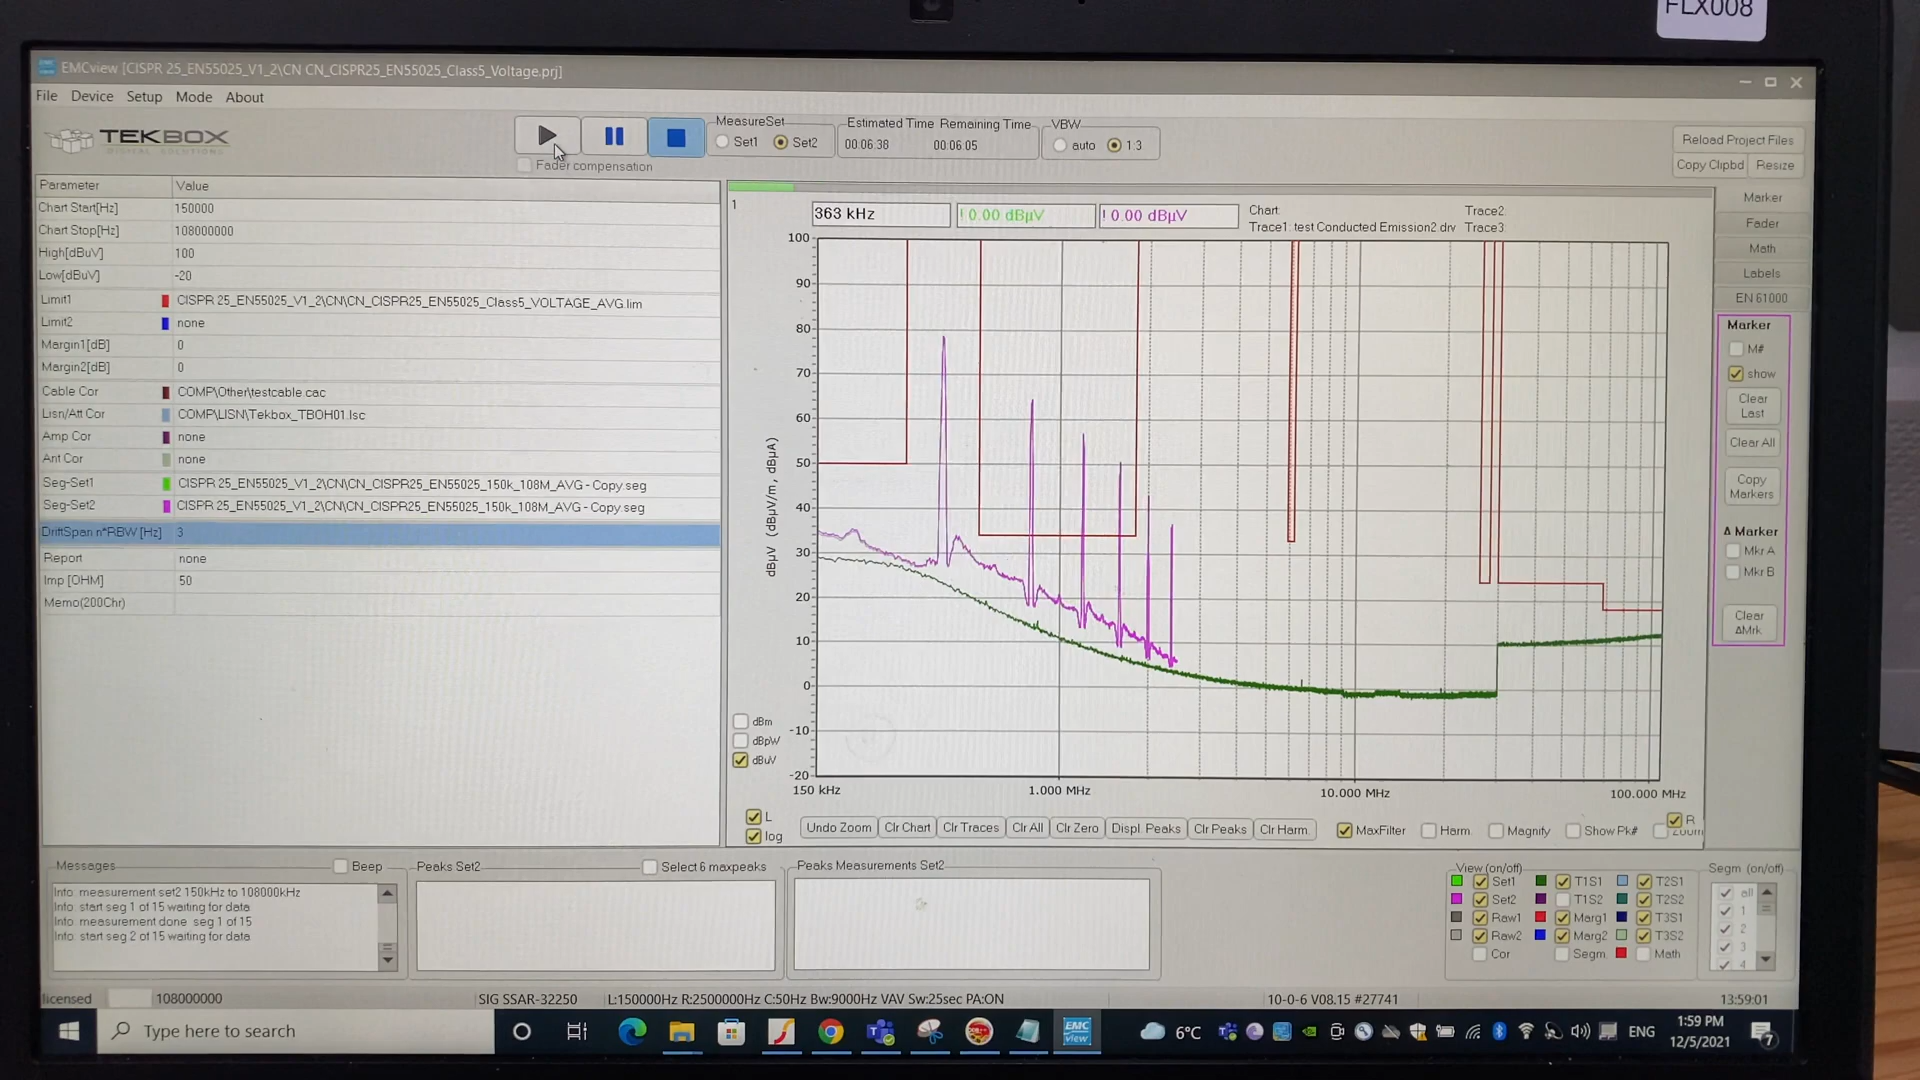 FLX008
EMCview [CISPR 25_EN55025_V1_2\CN CN_CISPR25_EN55025_Class5_Voltage.prj]
File Device Setup Mode About
TEKBOX
DIGITAL SOLUTIONS
Fader compensation
MeasureSet
Set1 Set2
Estimated Time Remaining Time
00:06:38 00:06:05
VBW
auto 1:3
Reload Project Files
Copy Clipbd Resize
Parameter Value
Chart Start[Hz] 150000
Chart Stop[Hz] 108000000
High[dBuV] 100
Low[dBuV] -20
Limit1 CISPR 25_EN55025_V1_2\CN\CN_CISPR25_EN55025_Class5_VOLTAGE_AVG.lim
Limit2 none
Margin1[dB] 0
Margin2[dB] 0
Cable Cor COMP\Other\testcable.cac
Lisn/Att Cor COMP\LISN\Tekbox_TBOH01.lsc
Amp Cor none
Ant Cor none
Seg-Set1 CISPR 25_EN55025_V1_2\CN\CN_CISPR25_EN55025_150k_108M_AVG - Copy.seg
Seg-Set2 CISPR 25_EN55025_V1_2\CN\CN_CISPR25_EN55025_150k_108M_AVG - Copy.seg
DriftSpan n*RBW [Hz] 3
Report none
Imp [OHM] 50
Memo(200Chr)
1
363 kHz ! 0.00 dBµV ! 0.00 dBµV
Chart: Trace2:
Trace1: test Conducted Emission2.drv Trace3:
100
90
80
70
60
50
40
30
20
10
0
-10
-20
dBµV (dBµV/m, dBµA)
150 kHz 1.000 MHz 10.000 MHz 100.000 MHz
dBm
dBpW
dBuV
L
log
Undo Zoom Clr Chart Clr Traces Clr All Clr Zero Displ. Peaks Clr Peaks Clr Harm. MaxFilter Harm. Magnify Show Pk# Zoom R
Marker
Fader
Math
Labels
EN 61000
Marker
M#
show
Clear Last
Clear All
Copy Markers
Δ Marker
Mkr A
Mkr B
Clear ΔMrk
Messages Beep
Info: measurement set2 150kHz to 108000kHz
Info: start seg 1 of 15 waiting for data
Info: measurement done: seg 1 of 15
Info: start seg 2 of 15 waiting for data
Peaks Set2 Select 6 maxpeaks
Peaks Measurements Set2
View (on/off)
Set1 T1S1 T2S1
Set2 T1S2 T2S2
Raw1 Marg1 T3S1
Raw2 Marg2 T3S2
Cor Segm. Math
Segm (on/off)
all
1
2
3
4
licensed 108000000 SIG SSAR-32250 L:150000Hz R:2500000Hz C:50Hz Bw:9000Hz VAV Sw:25sec PA:ON 10-0-6 V08.15 #27741 13:59:01
Type here to search
EMC view
6°C
ENG
1:59 PM
12/5/2021
7